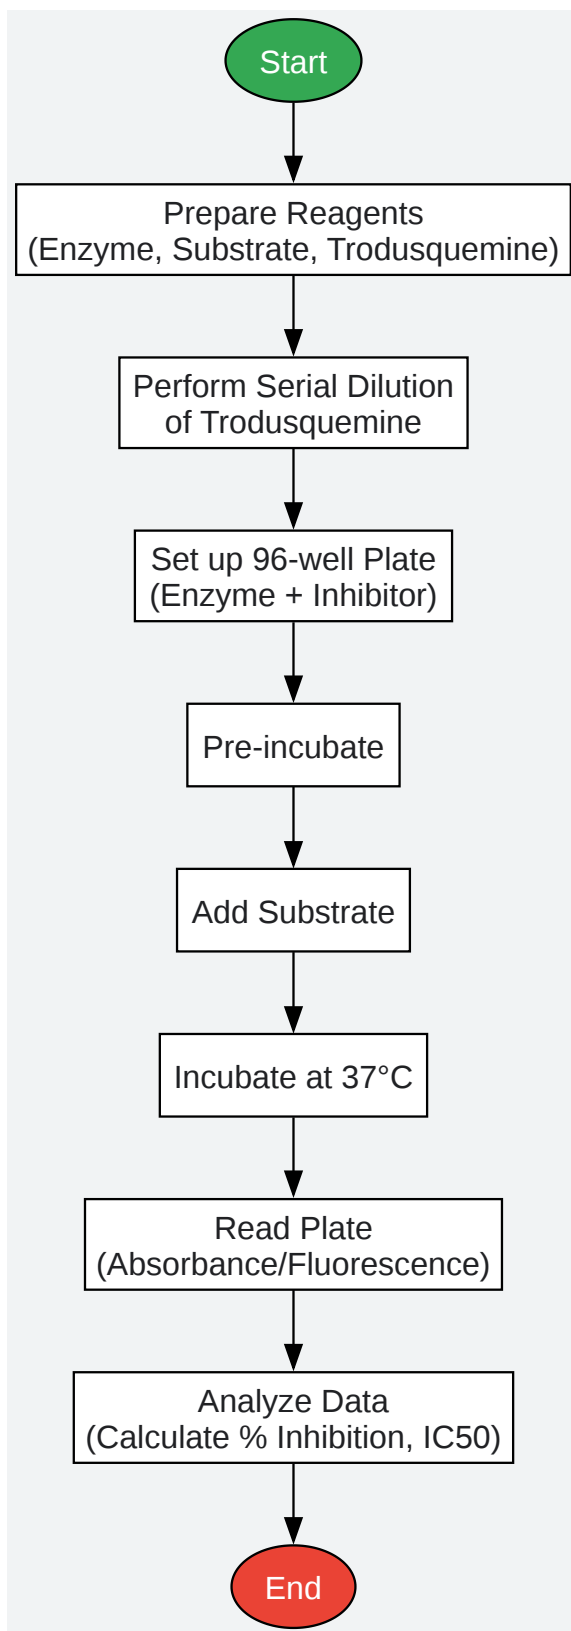 Start
Prepare Reagents
(Enzyme, Substrate, Trodusquemine)
Perform Serial Dilution
of Trodusquemine
Set up 96-well Plate
(Enzyme + Inhibitor)
Pre-incubate
Add Substrate
Incubate at 37°C
Read Plate
(Absorbance/Fluorescence)
Analyze Data
(Calculate % Inhibition, IC50)
End